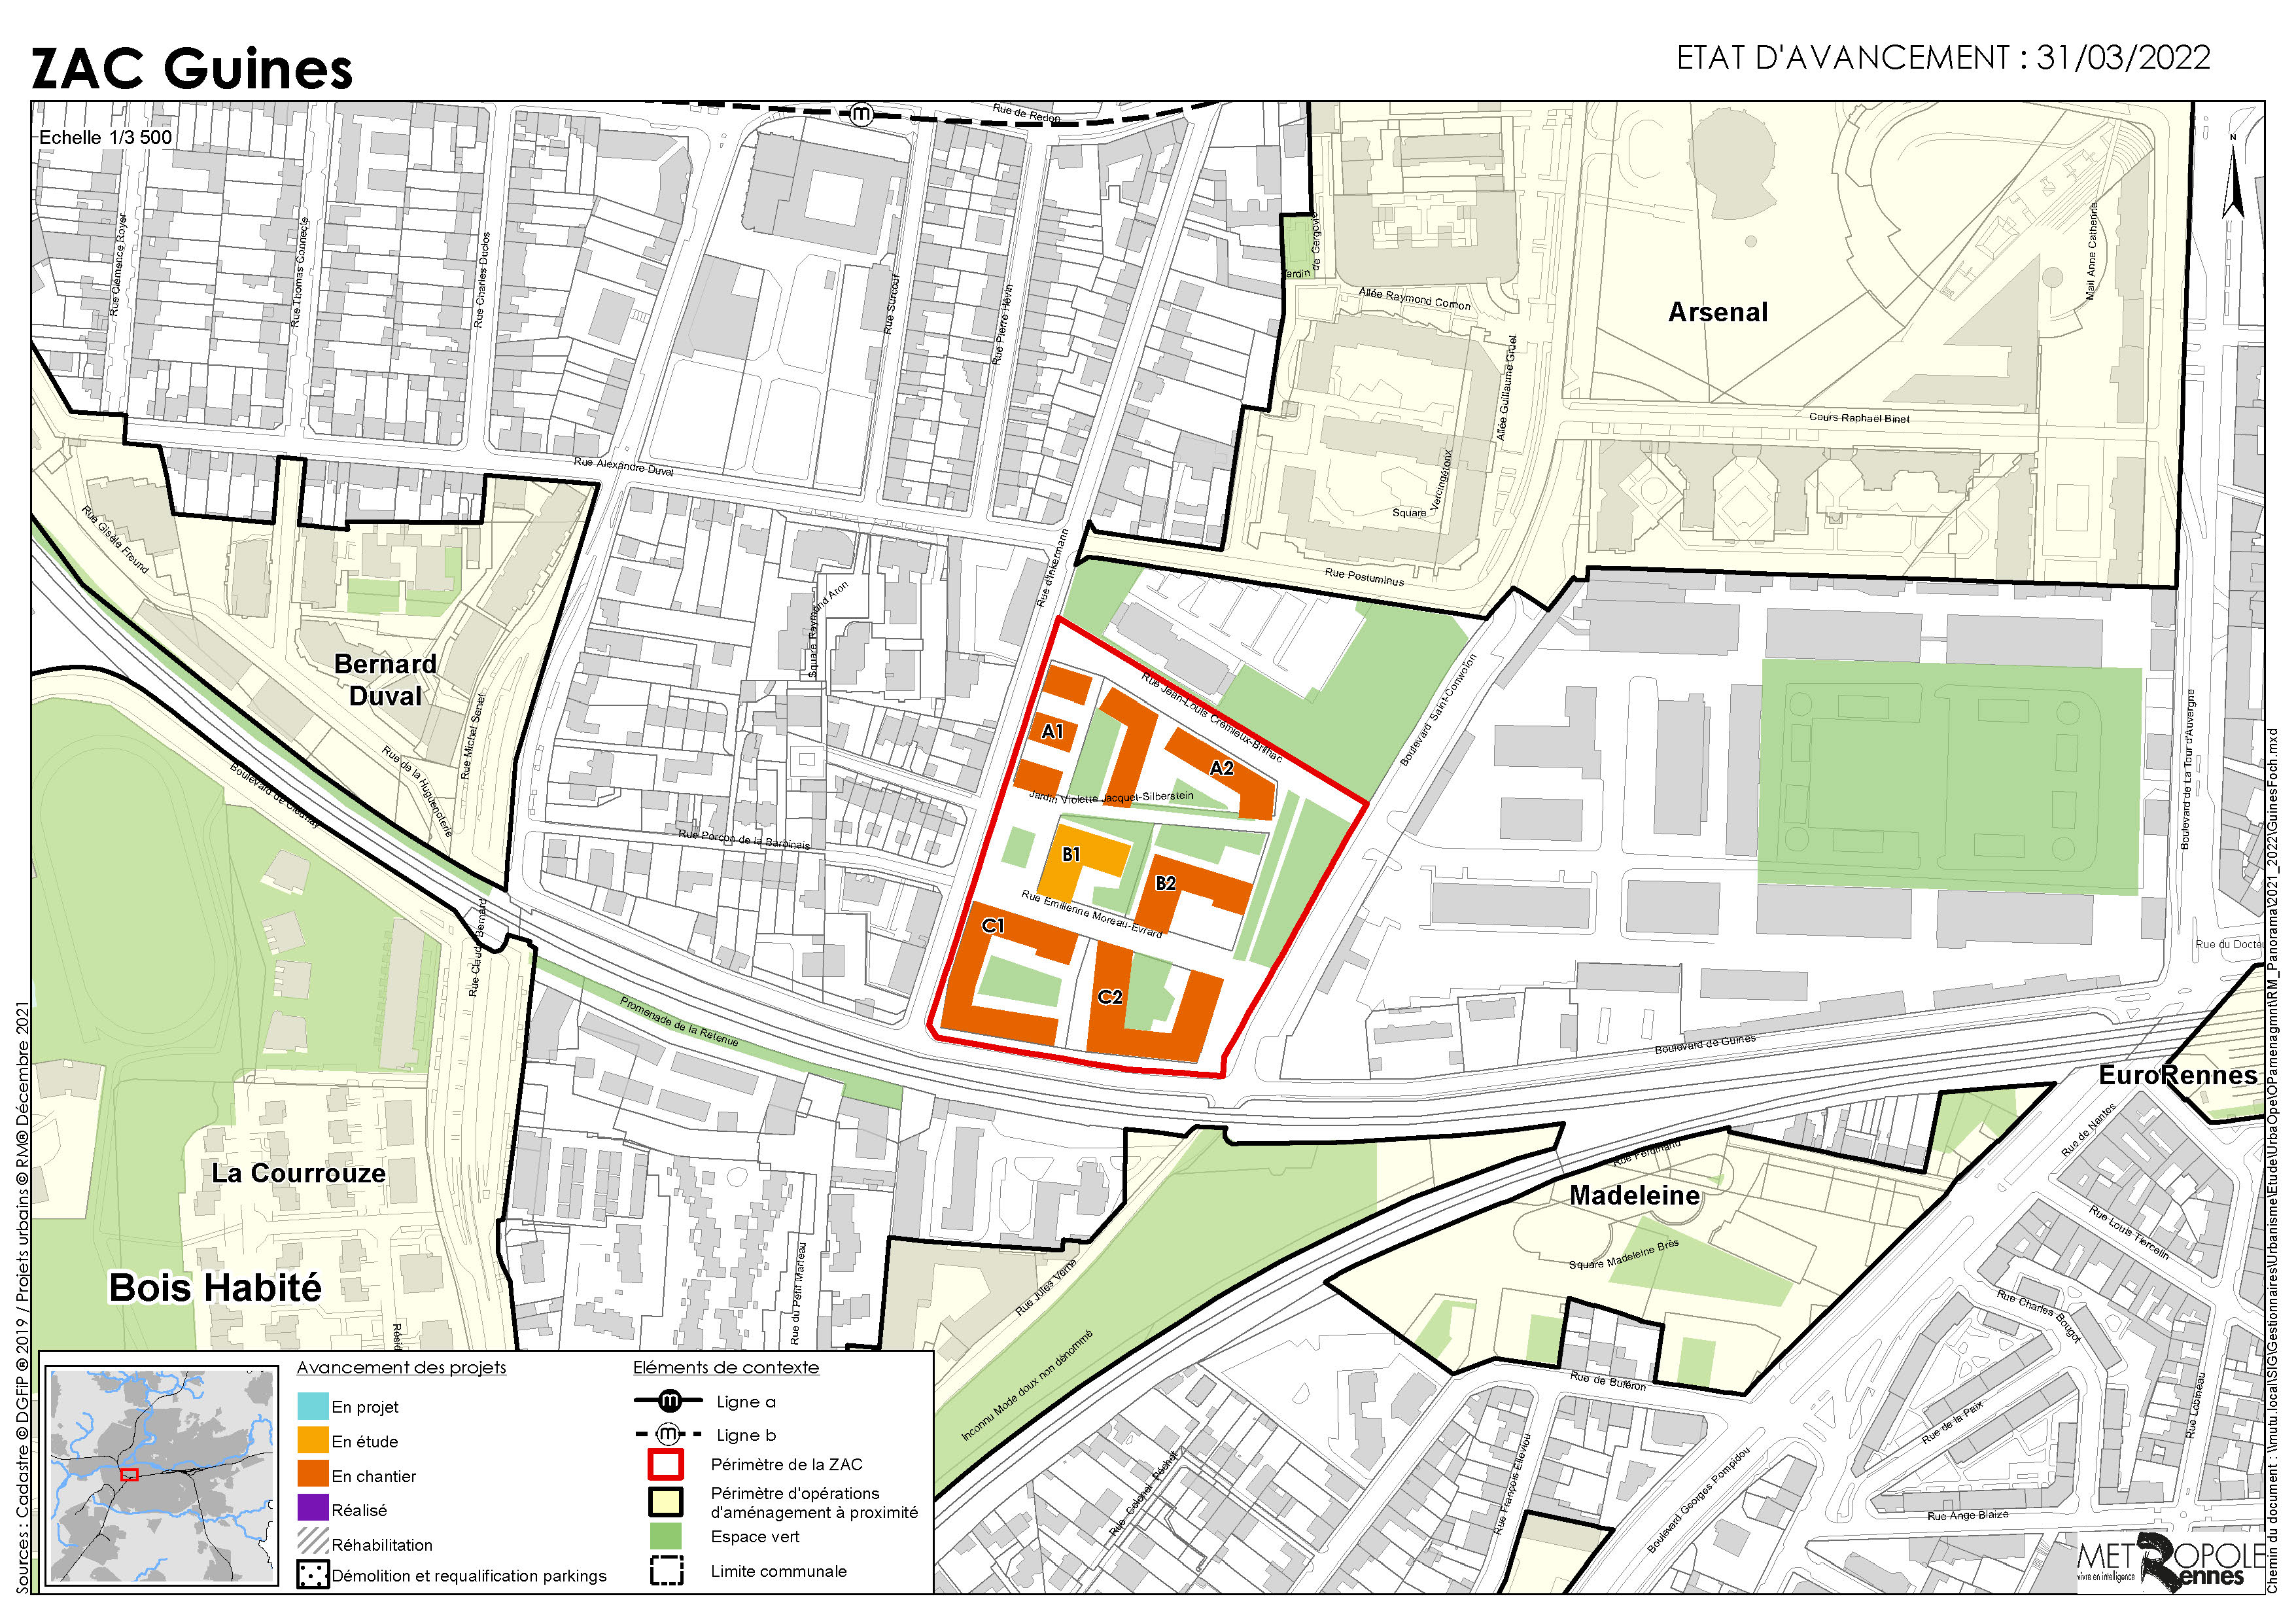 ZAC Guines
ETAT D'AVANCEMENT : 31/03/2022
Echelle 1/3 500
Rue de Redon
m
N
Rue Clémence Royer
Rue Thomas Connecte
Rue Charles Duclos
Rue Surcouf
Rue Pierre Hévin
Jardin
de Gergovie
Allée Raymond Cornon
Arsenal
Mail Anne Catherine
Allée Guillaume Gruet
Cours Raphaël Binet
Rue Alexandre Duval
Square Vercingétorix
Rue Gisèle Freund
Rue d'Inkermann
Rue Postuminus
Square Raymond Aron
Bernard
Duval
Rue Michel Senet
Rue de la Huguenoterie
Boulevard de Cleunay
Rue Jean-Louis Crémieux-Brilhac
Boulevard Saint-Conwoïon
Boulevard de La Tour d'Auvergne
A1
A2
Jardin Violette Jacquet-Silberstein
Rue Porcon de la Barbinais
B1
B2
Rue Emilienne Moreau-Evrard
C1
C2
Rue Claude Bernard
Rue du Docte
Promenade de la Retenue
Boulevard de Guines
EuroRennes
Rue de Nantes
Rue Ferdinand
La Courrouze
Madeleine
Rue Louis Tiercelin
Square Madeleine Brès
Bois Habité
Rue du Petit Marteau
Rue Jules Verne
Rue Charles Bougot
Résid
Inconnu Mode doux non dénommé
Rue de Buféron
Rue de la Paix
Rue Lobineau
Rue Colonel Péchot
Rue François Elleviou
Boulevard Georges Pompidou
Rue Ange Blaize
Avancement des projets
En projet
En étude
En chantier
Réalisé
Réhabilitation
Démolition et requalification parkings
Eléments de contexte
m Ligne a
m Ligne b
Périmètre de la ZAC
Périmètre d'opérations
d'aménagement à proximité
Espace vert
Limite communale
METROPOLE
vivre en intelligence Rennes
Sources : Cadastre © DGFiP ® 2019 / Projets urbains © RM® Décembre 2021
Chemin du document : \\mutu.local\SIG\Gestionnaires\Urbanisme\Etude\UrbaOpe\OPamenagmnt\RM_Panorama\2021_2022\GuinesFoch.mxd